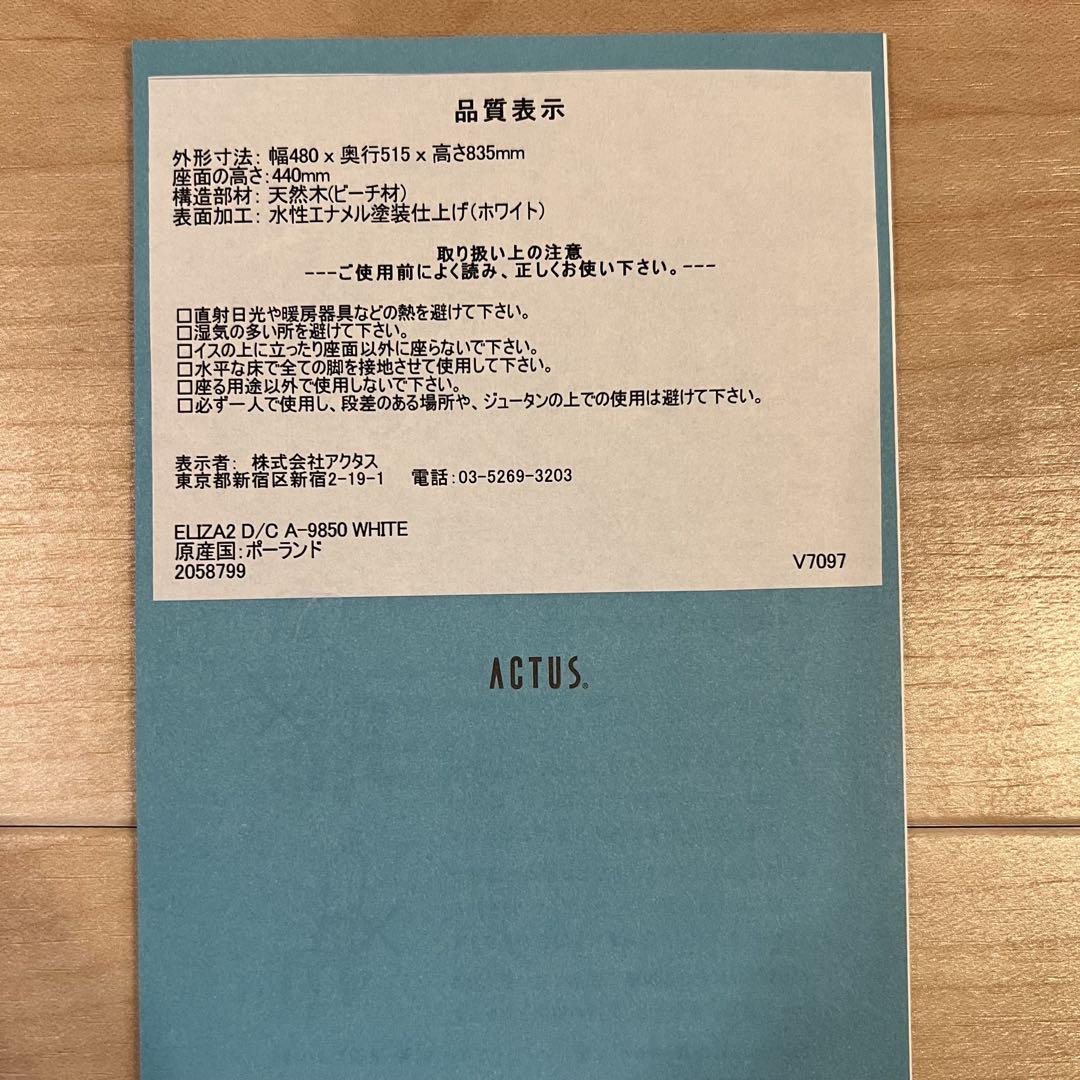 品質表示
外形寸法: 幅480 x 奥行515 x 高さ835mm
座面の高さ:440mm
構造部材: 天然木(ビーチ材)
表面加工: 水性エナメル塗装仕上げ(ホワイト)
取り扱い上の注意
---ご使用前によく読み、正しくお使い下さい。---
□直射日光や暖房器具などの熱を避けて下さい。
□湿気の多い所を避けて下さい。
□イスの上に立ったり座面以外に座らないで下さい。
□水平な床で全ての脚を接地させて使用して下さい。
□座る用途以外で使用しないで下さい。
□必ず一人で使用し、段差のある場所や、ジュータンの上での使用は避けて下さい。
表示者: 株式会社アクタス
東京都新宿区新宿2-19-1 電話:03-5269-3203
ELIZA2 D/C A-9850 WHITE
原産国:ポーランド
2058799 V7097
ACTUS®